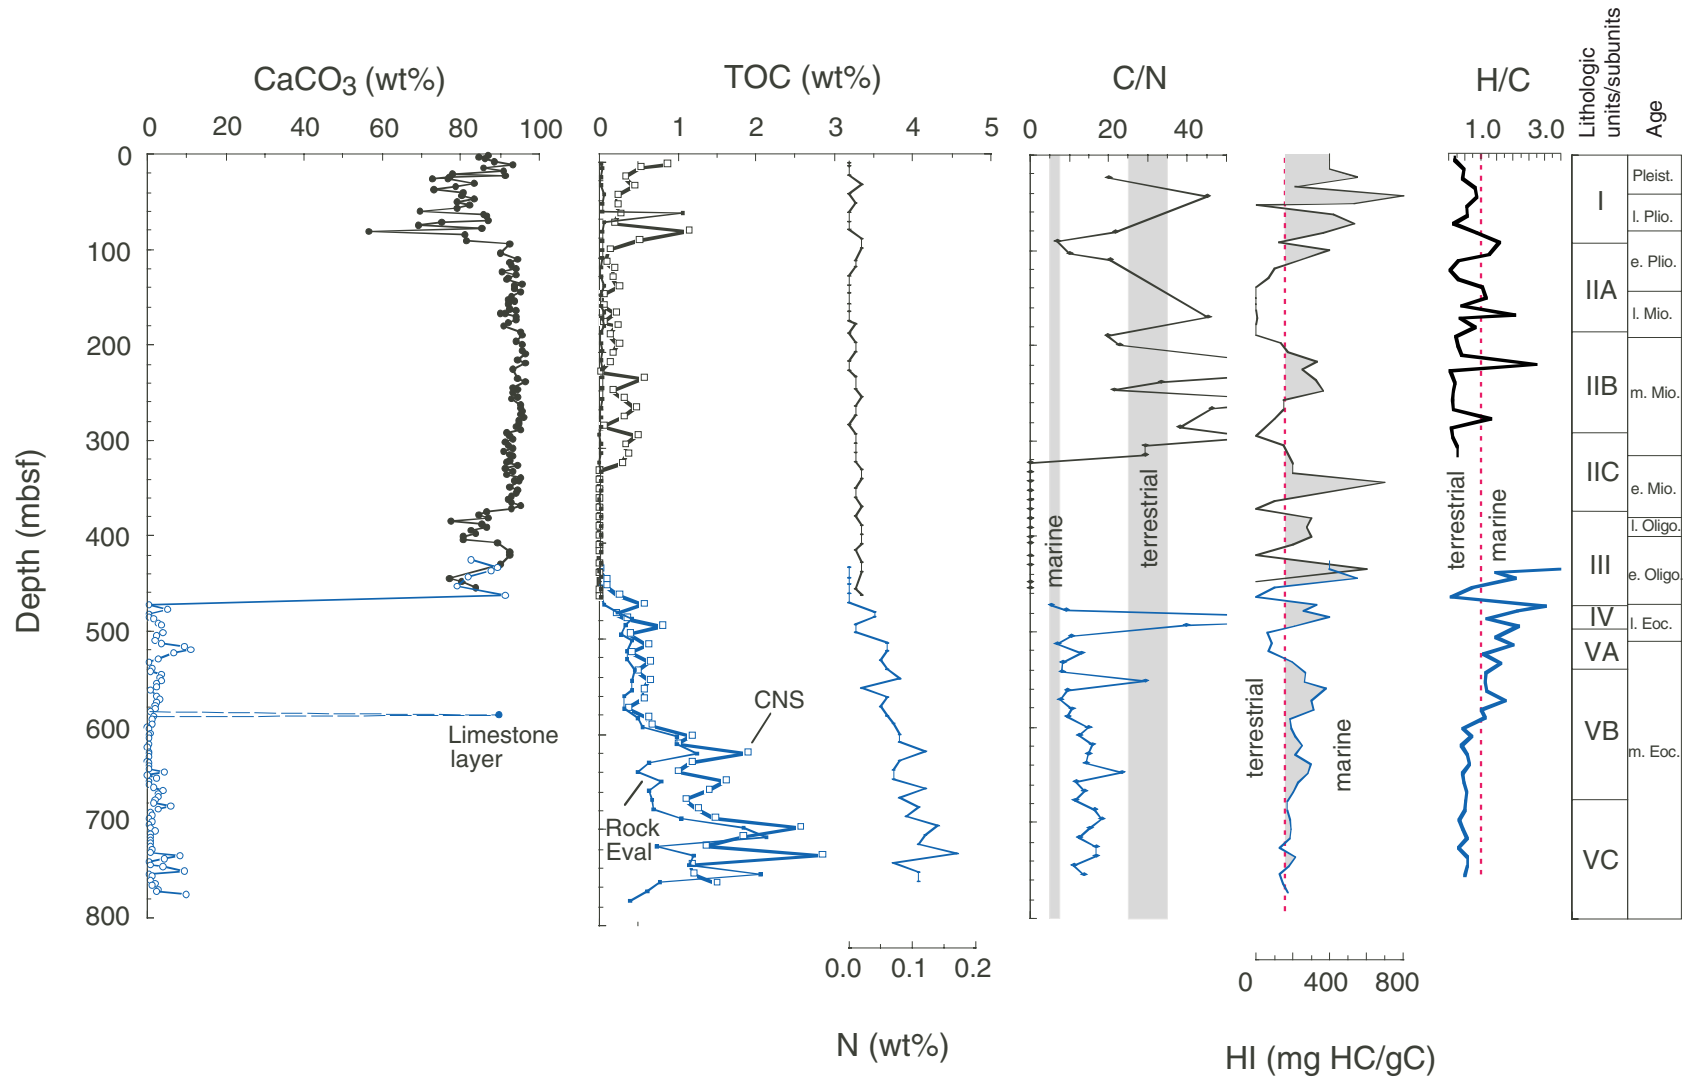 CaCO3 (wt%)
TOC (wt%)
C/N
H/C
Lithologic units/subunits
Age
0 20 40 60 80 100
0 1 2 3 4 5
0 20 40
1.0 3.0
Depth (mbsf)
0
100
200
300
400
500
600
700
800
Limestone
layer
CNS
Rock
Eval
marine
terrestrial
terrestrial
marine
terrestrial
marine
I
IIA
IIB
IIC
III
IV
VA
VB
VC
Pleist.
l. Plio.
e. Plio.
l. Mio.
m. Mio.
e. Mio.
l. Oligo.
e. Oligo.
l. Eoc.
m. Eoc.
0.0 0.1 0.2
0 400 800
N (wt%)
HI (mg HC/gC)